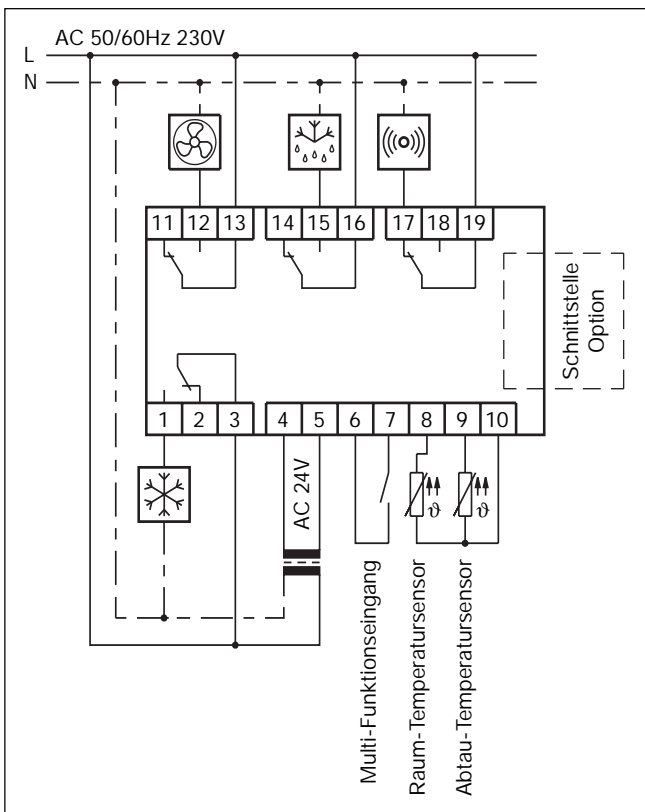 AC 50/60Hz 230V
L
N
11 12 13 14 15 16 17 18 19
Schnittstelle
Option
1 2 3 4 5 6 7 8 9 10
AC 24V
ϑ ϑ
Multi-Funktionseingang
Raum-Temperatursensor
Abtau-Temperatursensor